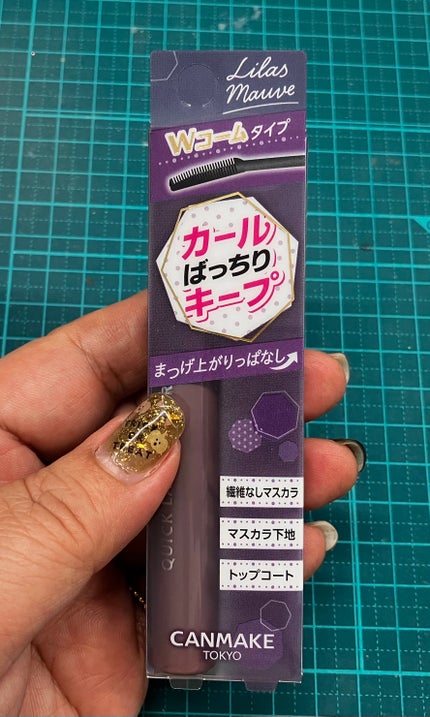 Lilas
Mauve
Wコームタイプ
カール
ばっちり
キープ
まつげ上がりっぱなし
QUICK L
TREAT!
繊維なしマスカラ
マスカラ下地
トップコート
CANMAKE
TOKYO